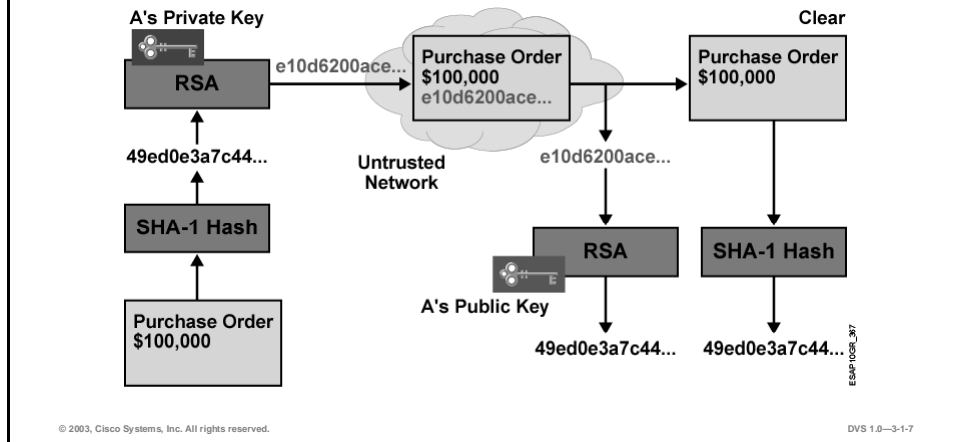 A's Private Key
Clear
RSA
e10d6200ace...
Purchase Order
$100,000
e10d6200ace...
Purchase Order
$100,000
49ed0e3a7c44...
Untrusted
Network
e10d6200ace...
SHA-1 Hash
RSA
SHA-1 Hash
A's Public Key
Purchase Order
$100,000
49ed0e3a7c44...
49ed0e3a7c44...
ESAP10GR_367
© 2003, Cisco Systems, Inc. All rights reserved.
DVS 1.0—3-1-7